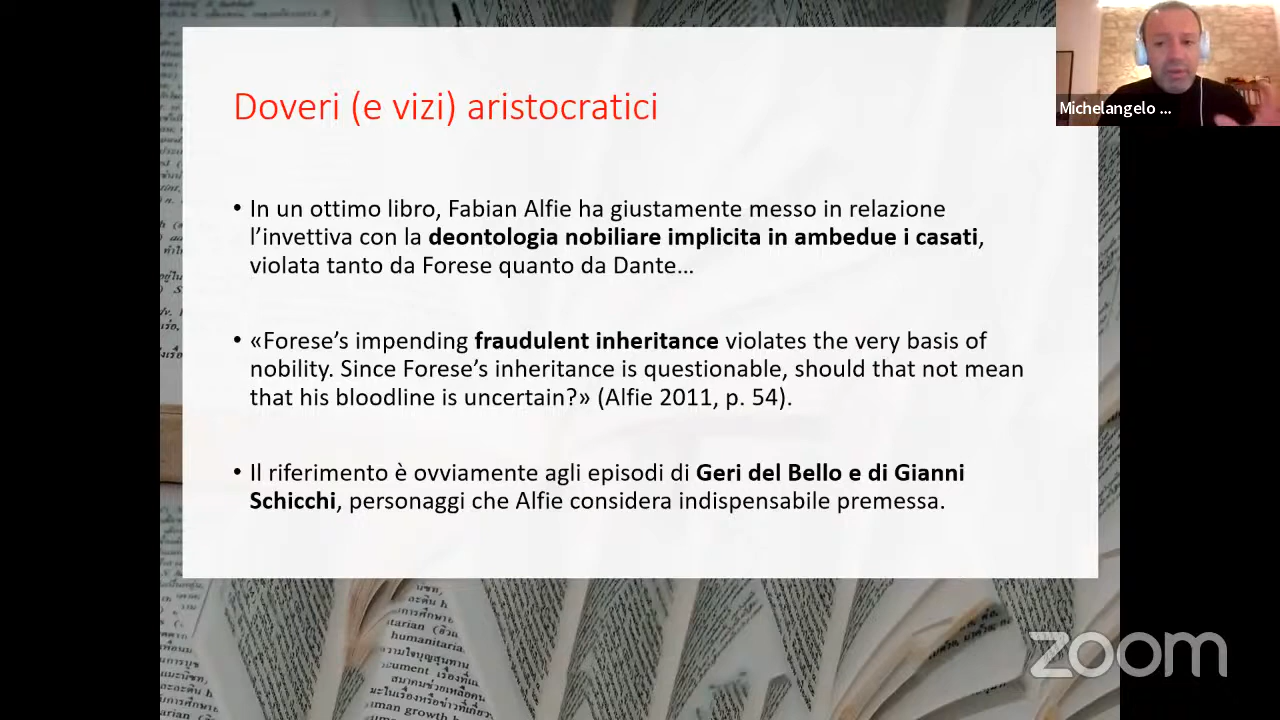 Doveri (e vizi) aristocratici
Michelangelo ...
• In un ottimo libro, Fabian Alfie ha giustamente messo in relazione
l’invettiva con la deontologia nobiliare implicita in ambedue i casati,
violata tanto da Forese quanto da Dante…
• «Forese’s impending fraudulent inheritance violates the very basis of
nobility. Since Forese’s inheritance is questionable, should that not mean
that his bloodline is uncertain?» (Alfie 2011, p. 54).
• Il riferimento è ovviamente agli episodi di Geri del Bello e di Gianni
Schicchi, personaggi che Alfie considera indispensabile premessa.
zoom